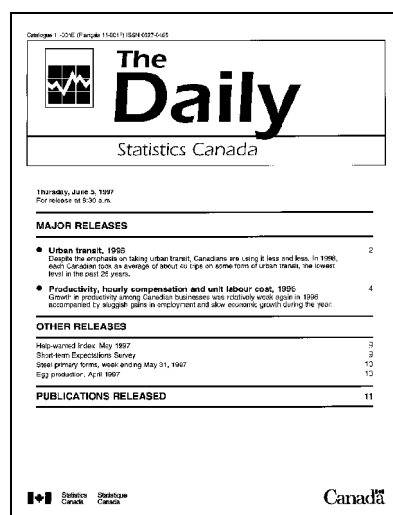 Catalogue 11-001E (Français 11-001F) ISSN 0827-0465
The
Daily
Statistics Canada
Thursday, June 5, 1997
For release at 8:30 a.m.
MAJOR RELEASES
● Urban transit, 1996 2
Despite the emphasis on taking urban transit, Canadians are using it less and less. In 1996,
each Canadian took an average of about 48 trips on some form of urban transit, the lowest
level in the past 25 years.
● Productivity, hourly compensation and unit labour cost, 1996 4
Growth in productivity among Canadian businesses was relatively weak again in 1996
accompanied by sluggish gains in employment and slow economic growth during the year.
OTHER RELEASES
Help-wanted Index May 1997 9
Short-term Expectations Survey 9
Steel primary forms, week ending May 31, 1997 10
Egg production, April 1997 10
PUBLICATIONS RELEASED 11
Statistics Statistique
Canada Canada
Canada